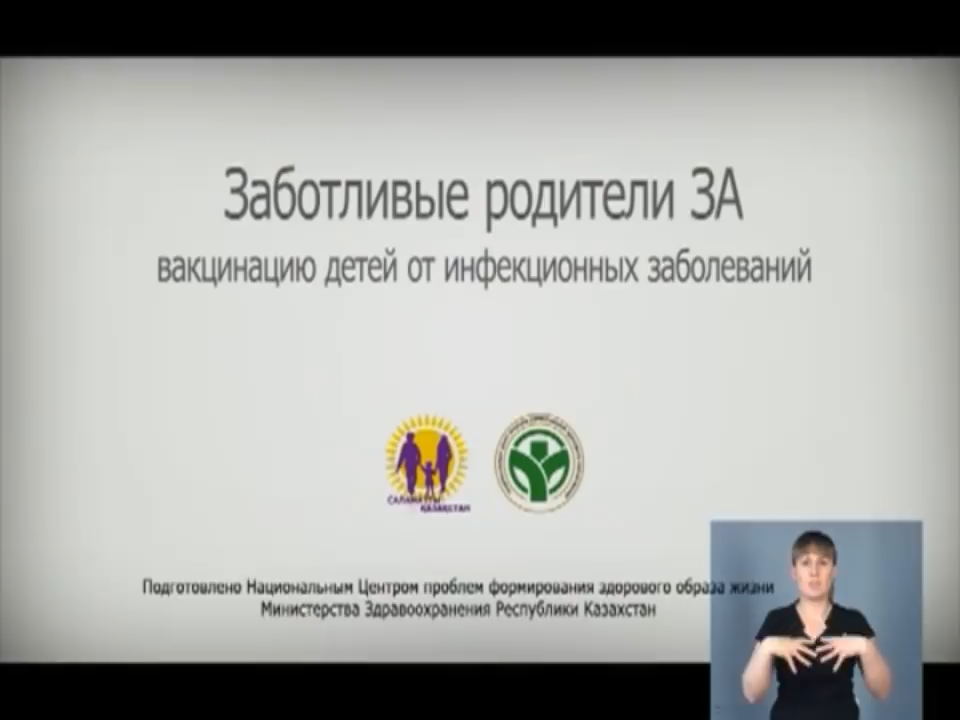 Заботливые родители ЗА
вакцинацию детей от инфекционных заболеваний
САЛАМАТТЫ
ҚАЗАҚСТАН
Подготовлено Национальным Центром проблем формирования здорового образа жизни
Министерства Здравоохранения Республики Казахстан